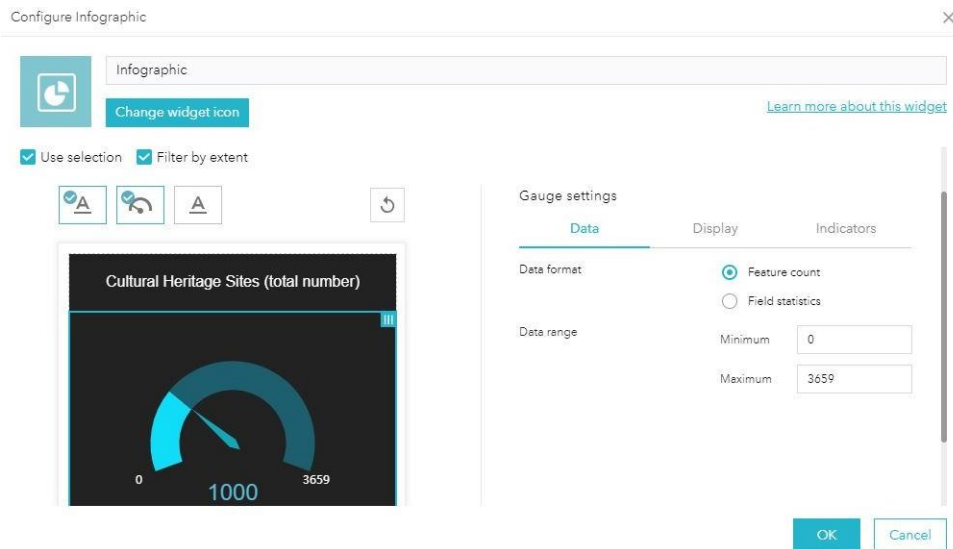 Configure Infographic
Infographic
Change widget icon
Learn more about this widget
Use selection
Filter by extent
A
A
Gauge settings
Data
Display
Indicators
Cultural Heritage Sites (total number)
Data format
Feature count
Field statistics
Data range
Minimum
0
Maximum
3659
0
3659
1000
OK
Cancel